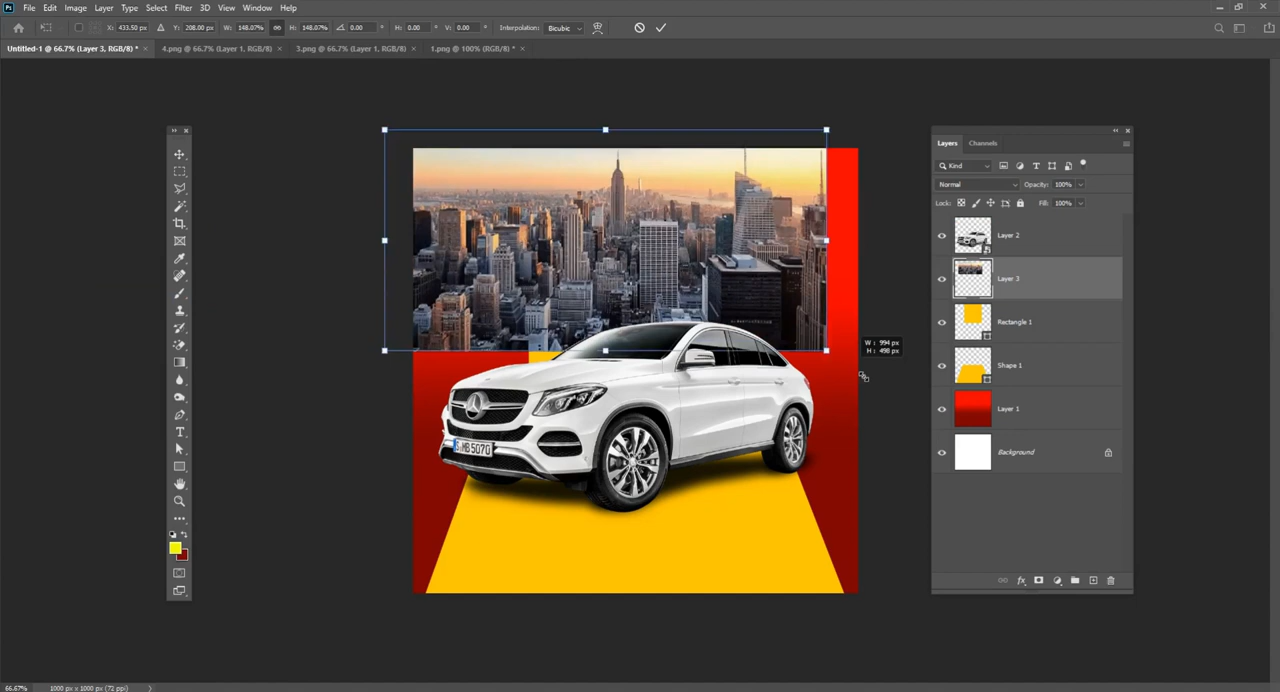 Ps File Edit Image Layer Type Select Filter 3D View Window Help
X: 433.50 px Y: 208.00 px W: 148.07% H: 148.07% 0.00 ° H: 0.00 ° V: 0.00 ° Interpolation: Bicubic
Untitled-1 @ 66.7% (Layer 3, RGB/8) * × 4.png @ 66.7% (Layer 1, RGB/8) × 3.png @ 66.7% (Layer 1, RGB/8) × 1.png @ 100% (RGB/8) * ×
Layers Channels
Kind
Normal Opacity: 100%
Lock: Fill: 100%
Layer 2
Layer 3
Rectangle 1
W : 994 px
H : 498 px
Shape 1
Layer 1
S MB 5070
Background
66.67% 1000 px x 1000 px (72 ppi)